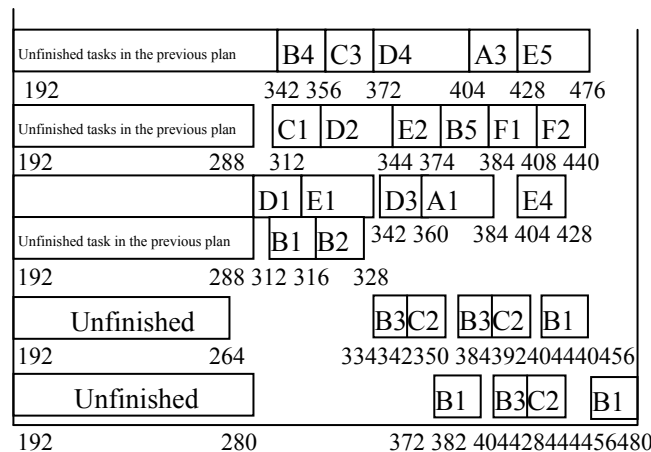 Unfinished tasks in the previous plan B4 C3 D4 A3 E5
192 342 356 372 404 428 476
Unfinished tasks in the previous plan C1 D2 E2 B5 F1 F2
192 288 312 344 374 384 408 440
D1 E1 D3 A1 E4
Unfinished task in the previous plan B1 B2 342 360 384 404 428
192 288 312 316 328
Unfinished B3 C2 B3 C2 B1
192 264 334342350 384392404440456
Unfinished B1 B3 C2 B1
192 280 372 382 404428444456480